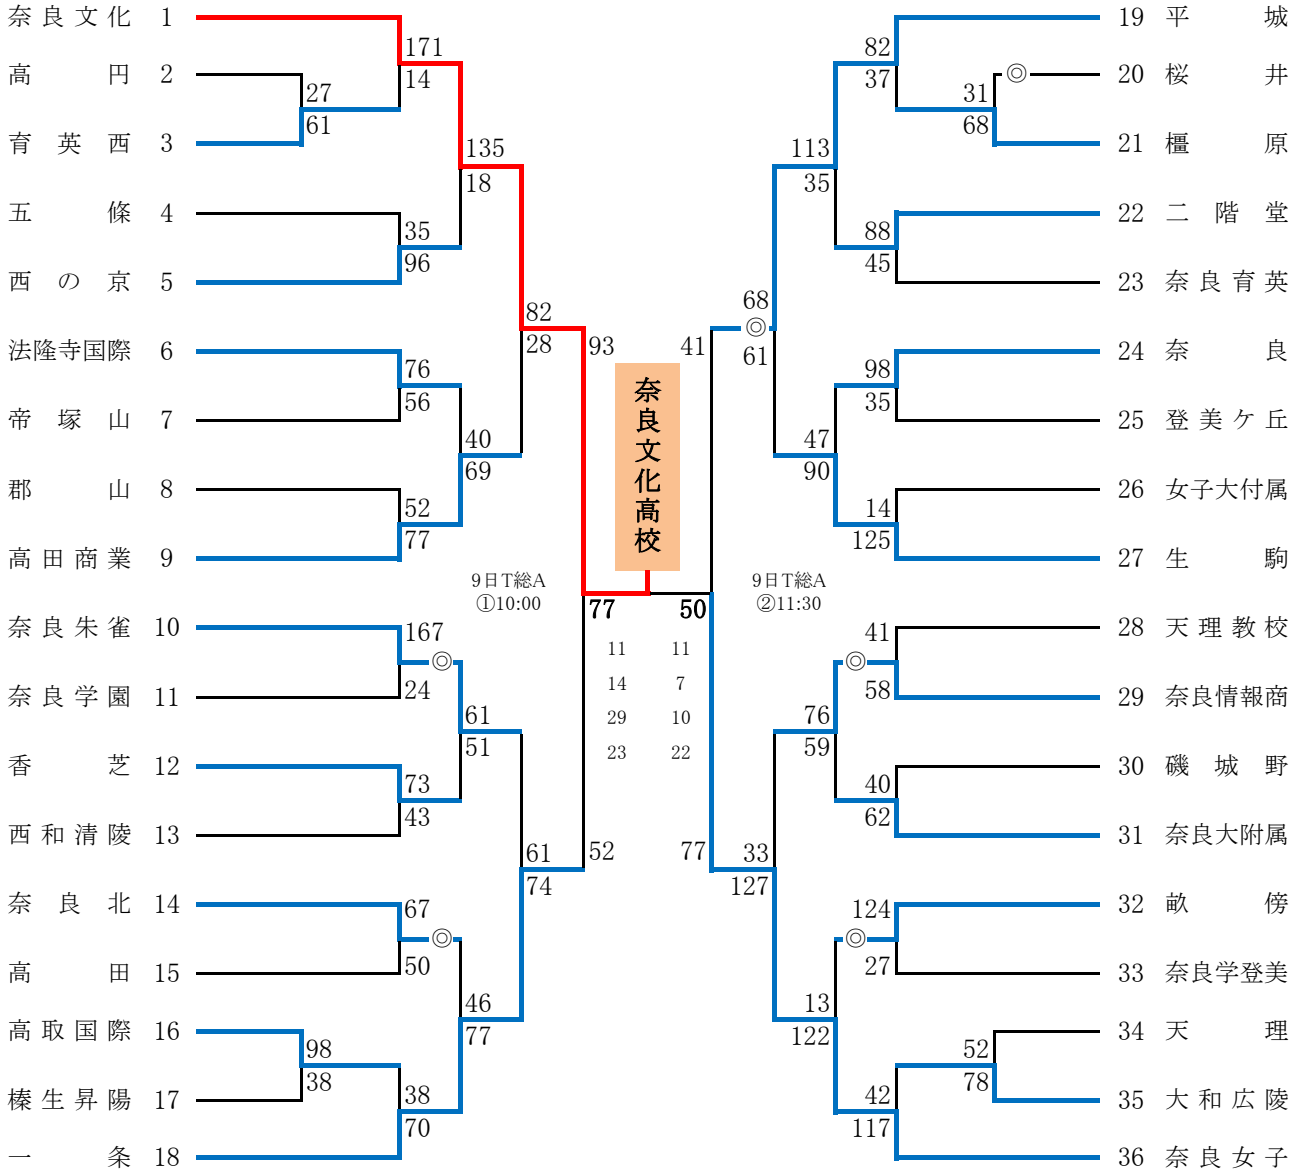 奈良文化 1
171
14
高円 2
27
61
育英西 3
135
18
五條 4
35
96
西の京 5
82
28
法隆寺国際 6
76
56
帝塚山 7
40
69
郡山 8
52
77
高田商業 9
奈良朱雀 10
167
◎
24
奈良学園 11
61
51
香芝 12
73
43
西和清陵 13
61
74
奈良北 14
67
◎
50
高田 15
46
77
高取国際 16
98
38
榛生昇陽 17
38
70
一条 18
93
41
奈良文化高校
9日T総A
①10:00
9日T総A
②11:30
77 50
11 11
14 7
29 10
23 22
52
77
19 平城
82
37
◎ 20 桜井
31
68
21 橿原
113
35
22 二階堂
88
45
23 奈良育英
68
◎
61
24 奈良
98
35
25 登美ケ丘
47
90
26 女子大付属
14
125
27 生駒
28 天理教校
41
◎
58
29 奈良情報商
76
59
30 磯城野
40
62
31 奈良大附属
33
127
32 畝傍
124
◎
27
33 奈良学登美
13
122
34 天理
52
78
35 大和広陵
42
117
36 奈良女子